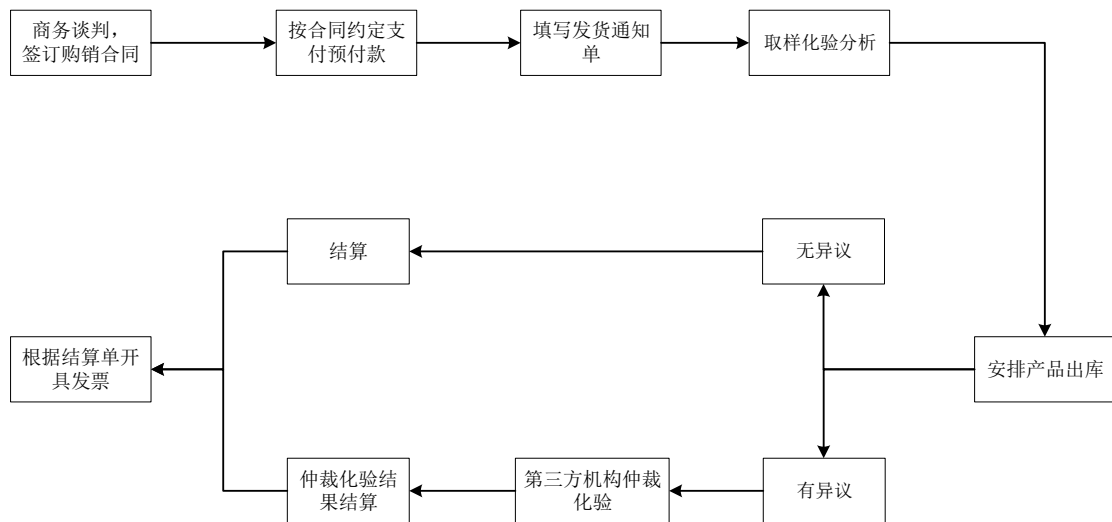 商务谈判，
签订购销合同
按合同约定支
付预付款
填写发货通知
单
取样化验分析
结算
无异议
根据结算单开
具发票
安排产品出库
仲裁化验结
果结算
第三方机构仲裁
化验
有异议